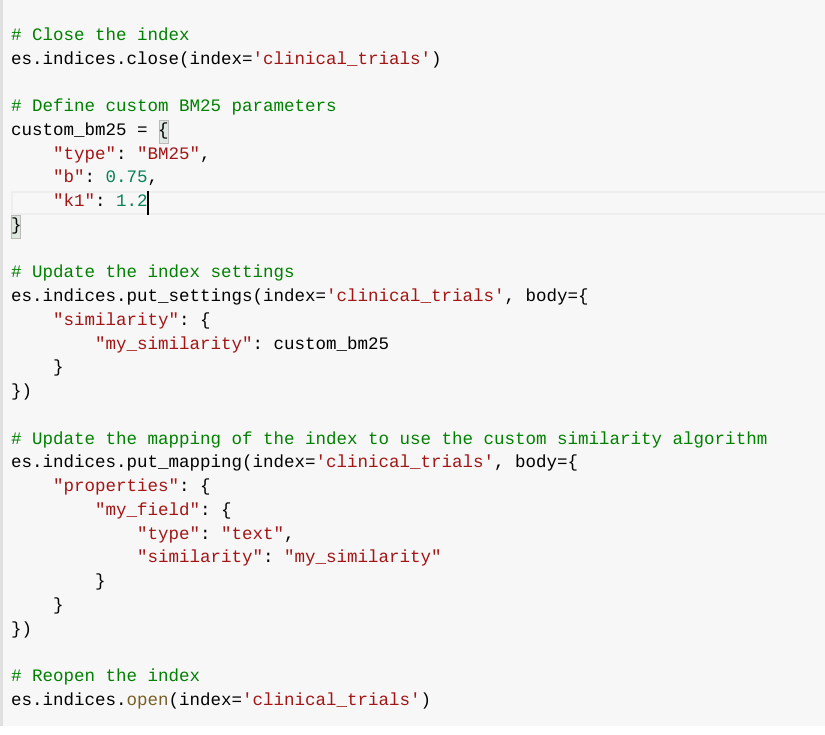 # Close the index
es.indices.close(index='clinical_trials')
# Define custom BM25 parameters
custom_bm25 = {
    "type": "BM25",
    "b": 0.75,
    "k1": 1.2
}
# Update the index settings
es.indices.put_settings(index='clinical_trials', body={
    "similarity": {
        "my_similarity": custom_bm25
    }
})
# Update the mapping of the index to use the custom similarity algorithm
es.indices.put_mapping(index='clinical_trials', body={
    "properties": {
        "my_field": {
            "type": "text",
            "similarity": "my_similarity"
        }
    }
})
# Reopen the index
es.indices.open(index='clinical_trials')